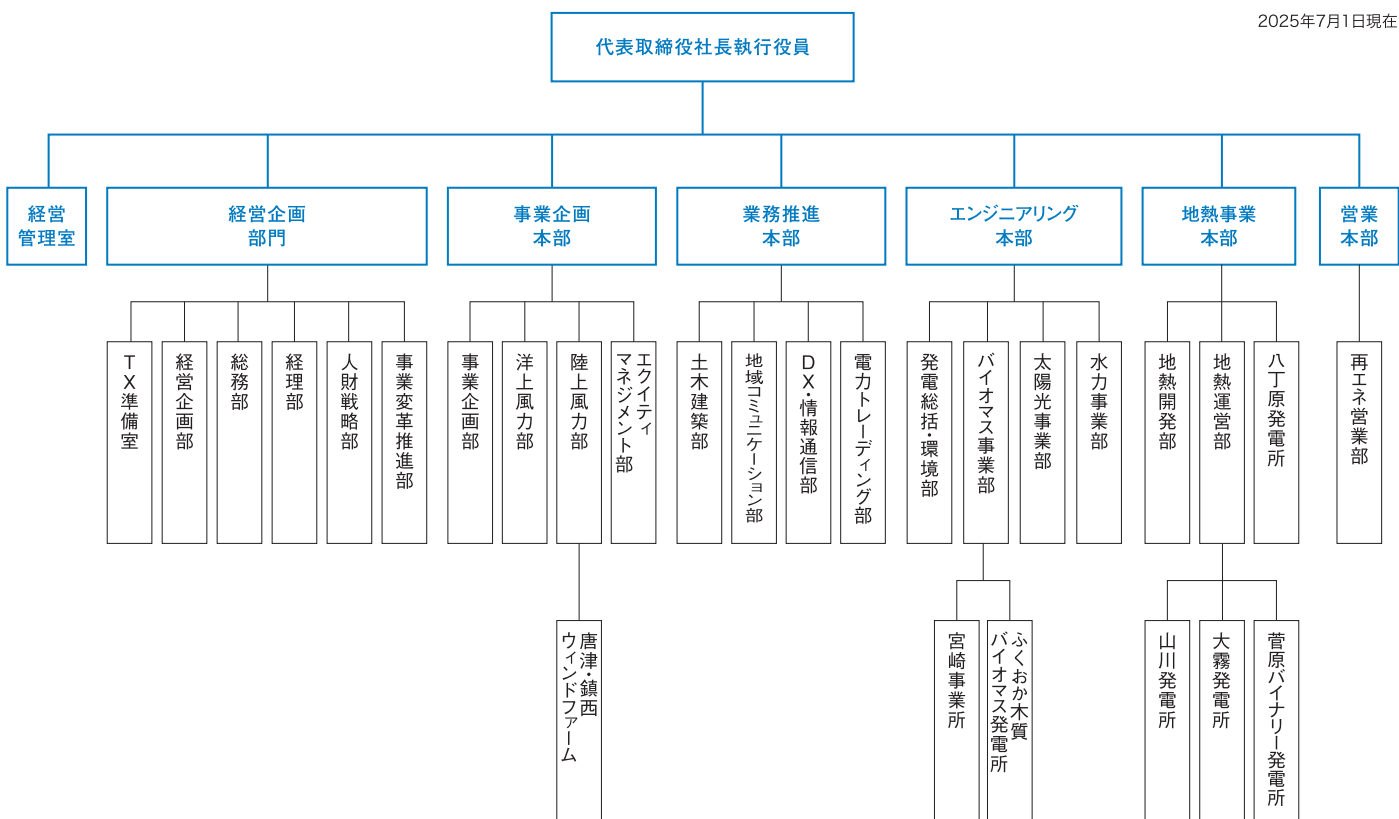 2025年7月1日現在
代表取締役社長執行役員
経営
管理室
経営企画
部門
事業企画
本部
業務推進
本部
エンジニアリング
本部
地熱事業
本部
営業
本部
TX準備室
経営企画部
総務部
経理部
人財戦略部
事業変革推進部
事業企画部
洋上風力部
陸上風力部
エクイティ
マネジメント部
土木建築部
地域コミュニケーション部
DX・情報通信部
電力トレーディング部
発電総括・環境部
バイオマス事業部
太陽光事業部
水力事業部
地熱開発部
地熱運営部
八丁原発電所
再エネ営業部
唐津・鎮西
ウィンドファーム
宮崎事業所
ふくおか木質
バイオマス発電所
山川発電所
大霧発電所
菅原バイナリー発電所